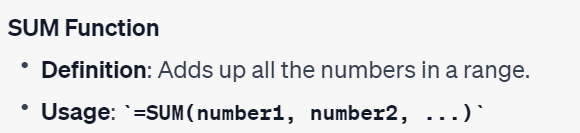 SUM Function
• Definition: Adds up all the numbers in a range.
• Usage: `=SUM(number1, number2, ...)`